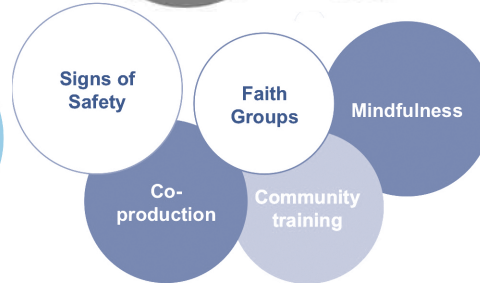 Signs of
Safety
Faith
Groups
Mindfulness
Co-
production
Community
training